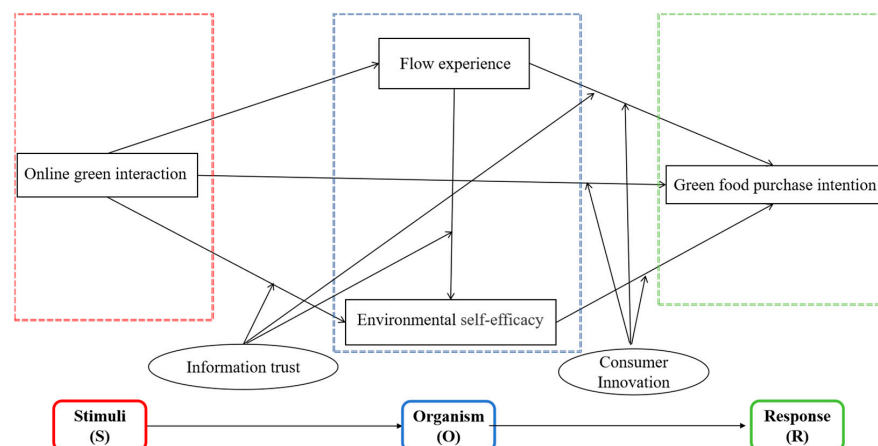 Flow experience
Online green interaction
Green food purchase intention
Environmental self-efficacy
Information trust
Consumer
Innovation
Stimuli
(S)
Organism
(O)
Response
(R)